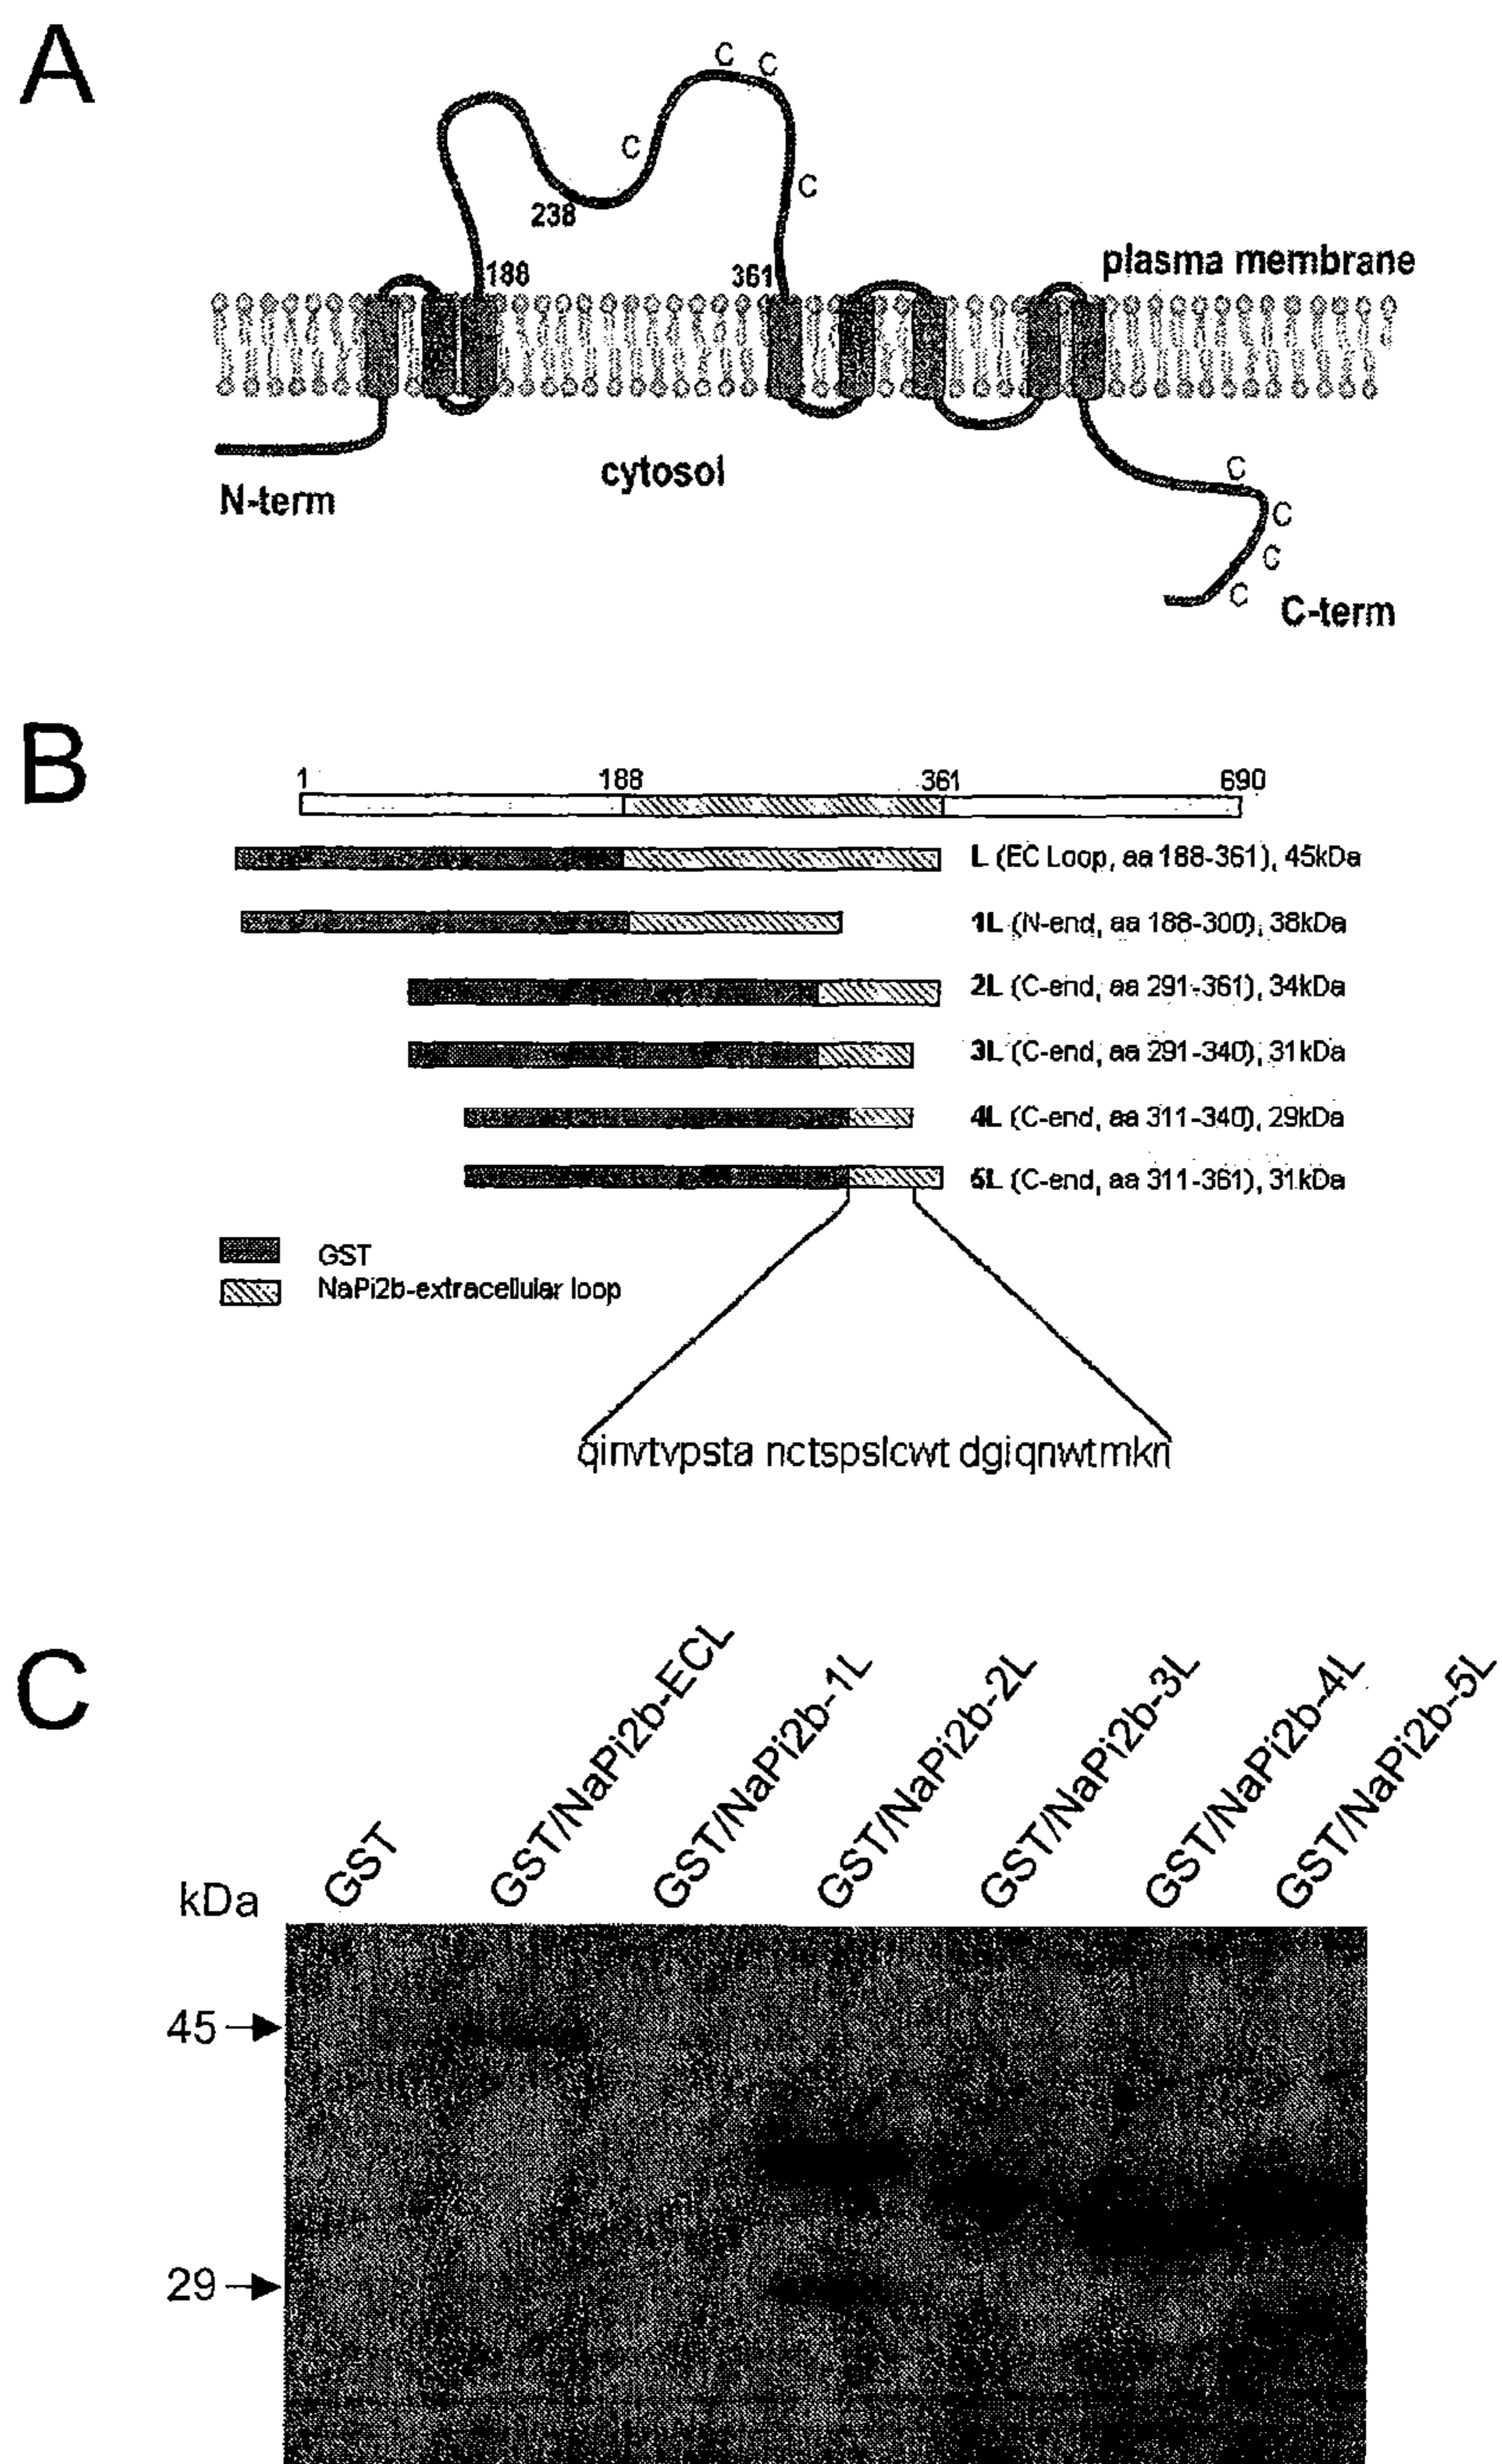 A
C C
C
C
238
188
361
plasma membrane
cytosol
N-term
C
C
C
C
C-term
B
1 188 361 690
L (EC Loop, aa 188-361), 45kDa
1L (N-end, aa 188-300), 38kDa
2L (C-end, aa 291-361), 34kDa
3L (C-end, aa 291-340), 31kDa
4L (C-end, aa 311-340), 29kDa
5L (C-end, aa 311-361), 31kDa
GST
NaPi2b-extracellular loop
qinvtvpsta nctspslcwt dgiqnwtmkn
C
kDa
GST
GST/NaPi2b-ECL
GST/NaPi2b-1L
GST/NaPi2b-2L
GST/NaPi2b-3L
GST/NaPi2b-4L
GST/NaPi2b-5L
45
29